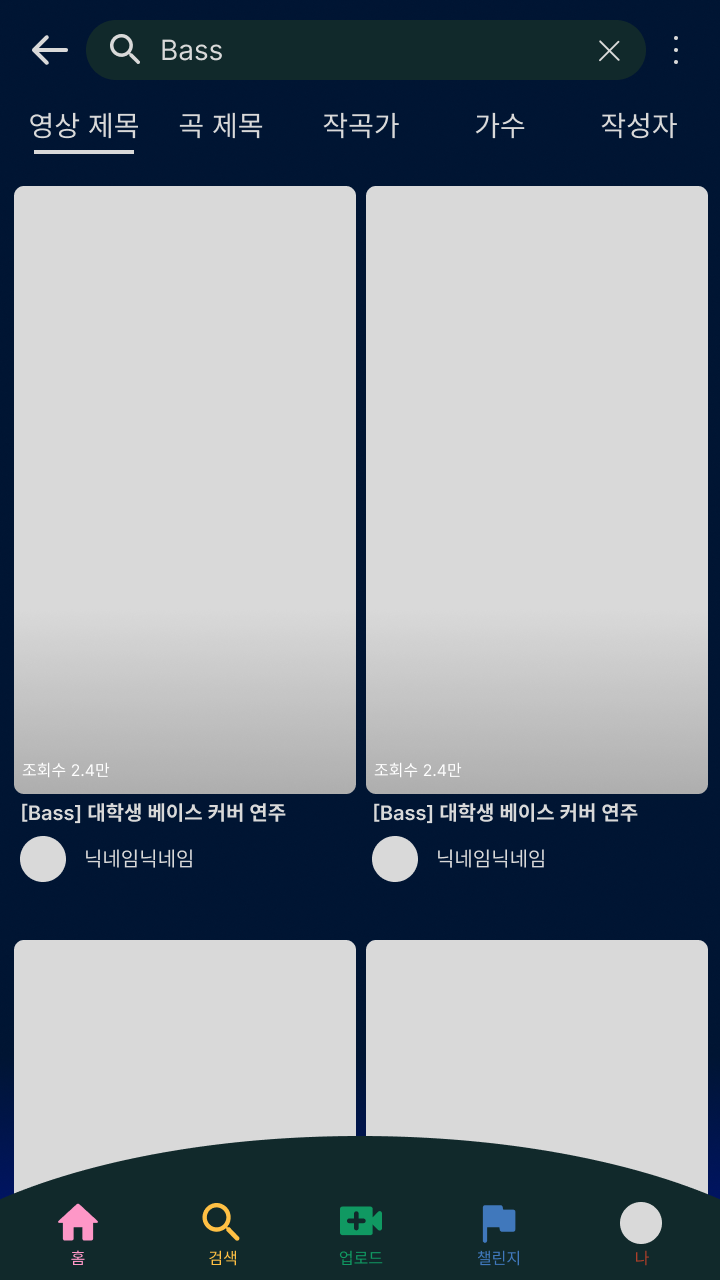 Bass
영상 제목 곡 제목 작곡가 가수 작성자
조회수 2.4만 조회수 2.4만
[Bass] 대학생 베이스 커버 연주 [Bass] 대학생 베이스 커버 연주
닉네임닉네임 닉네임닉네임
홈 검색 업로드 챌린지 나